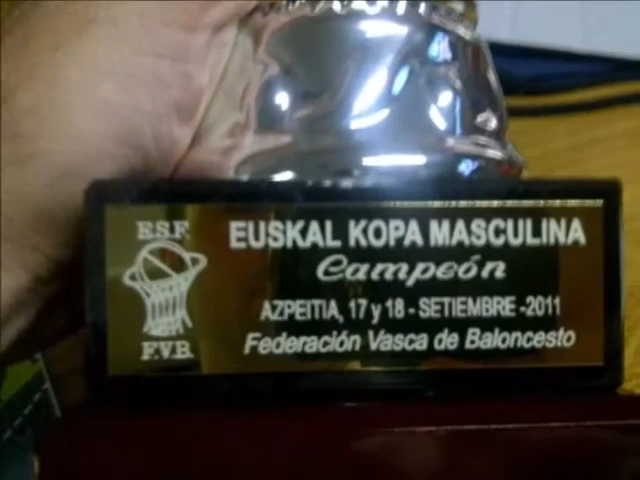 E.S.F.
F.V.B.
EUSKAL KOPA MASCULINA
Campeón
AZPEITIA, 17 y 18 - SETIEMBRE -2011
Federación Vasca de Baloncesto